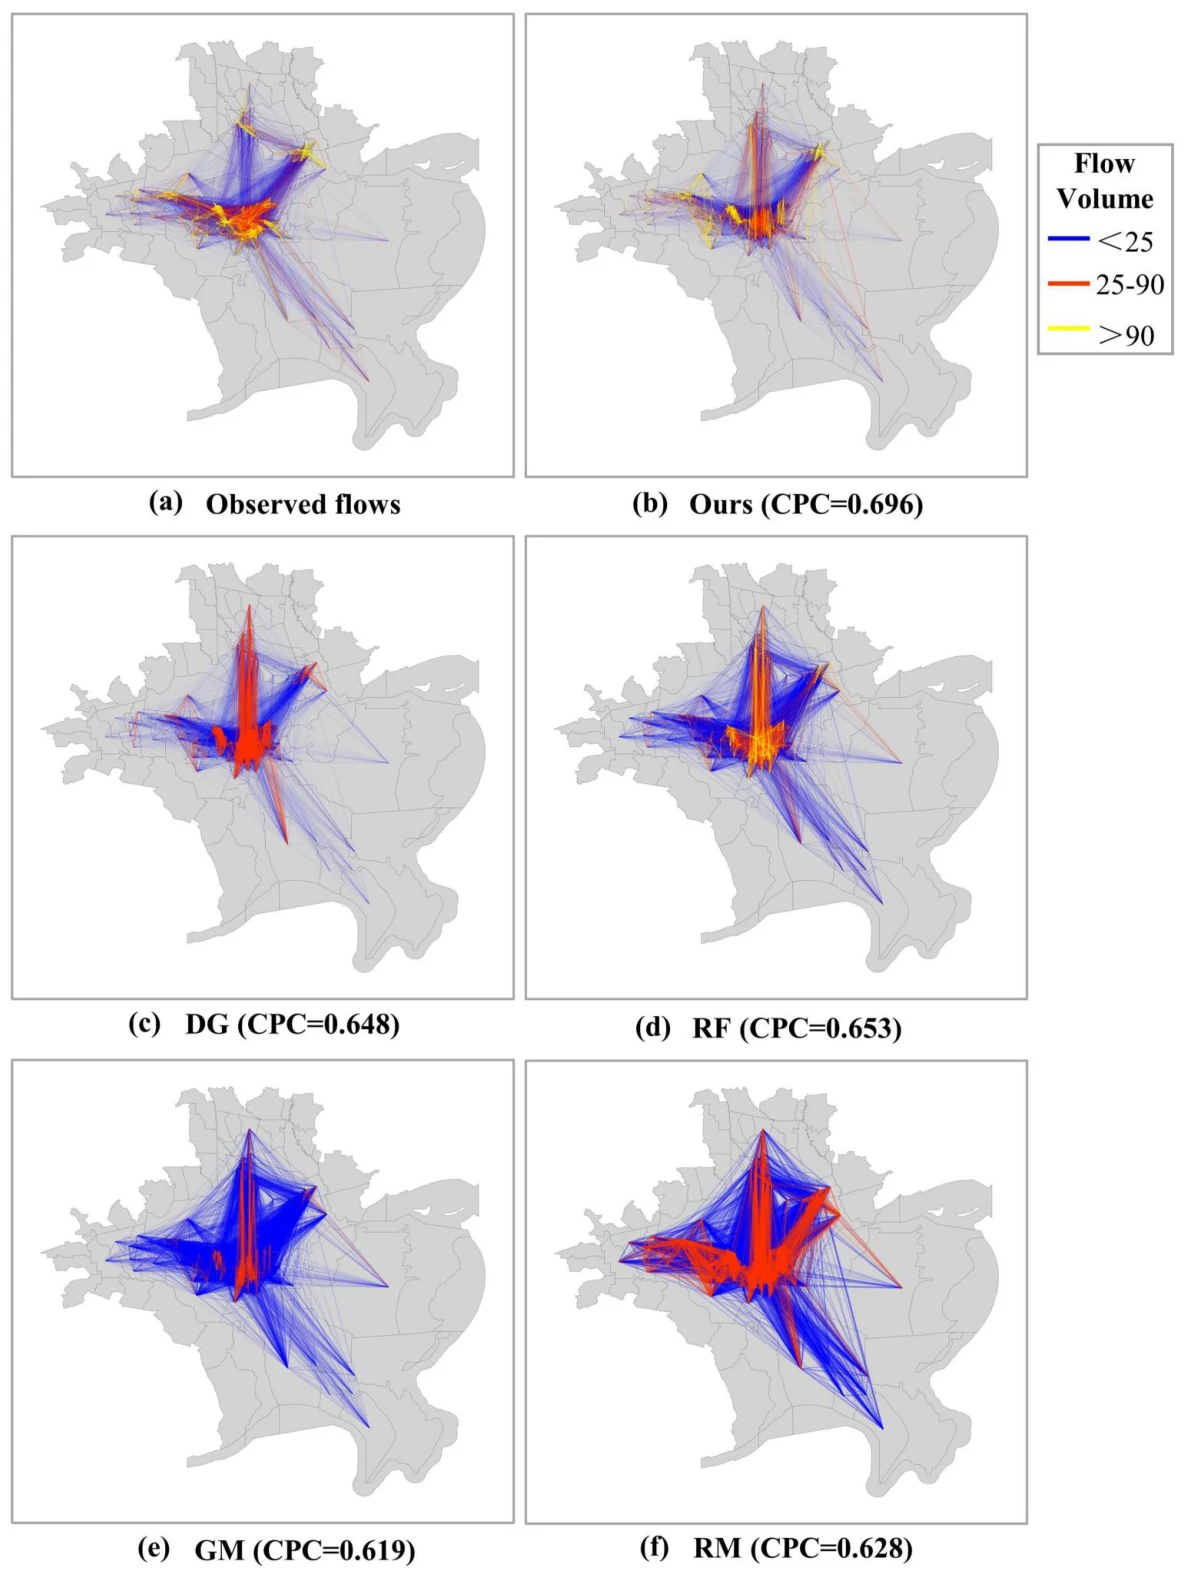 Flow
Volume
<25
25-90
>90
(a) Observed flows
(b) Ours (CPC=0.696)
(c) DG (CPC=0.648)
(d) RF (CPC=0.653)
(e) GM (CPC=0.619)
(f) RM (CPC=0.628)